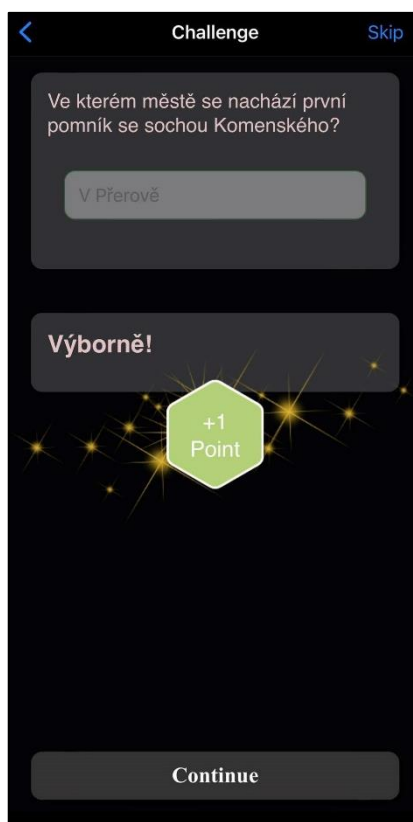 Challenge
Skip
Ve kterém městě se nachází první
pomník se sochou Komenského?
V Přerově
Výborně!
+1
Point
Continue